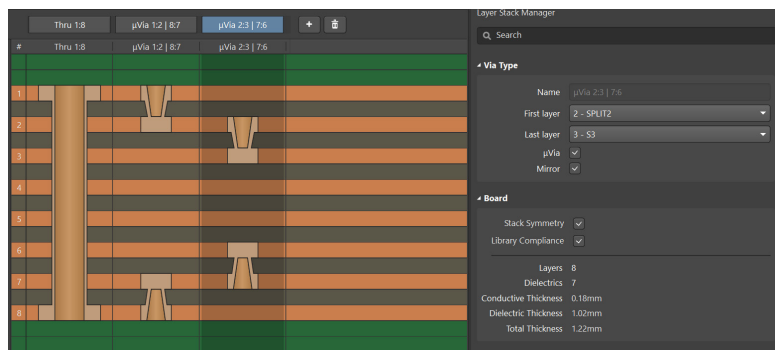 Layer Stack Manager
Thru 1:8
µVia 1:2 | 8:7
µVia 2:3 | 7:6
+
Search
#
Thru 1:8
µVia 1:2 | 8:7
µVia 2:3 | 7:6
Via Type
Name µVia 2:3 | 7:6
First layer 2 - SPLIT2
Last layer 3 - S3
µVia
Mirror
1
2
3
4
5
6
7
8
Board
Stack Symmetry
Library Compliance
Layers 8
Dielectrics 7
Conductive Thickness 0.18mm
Dielectric Thickness 1.02mm
Total Thickness 1.22mm